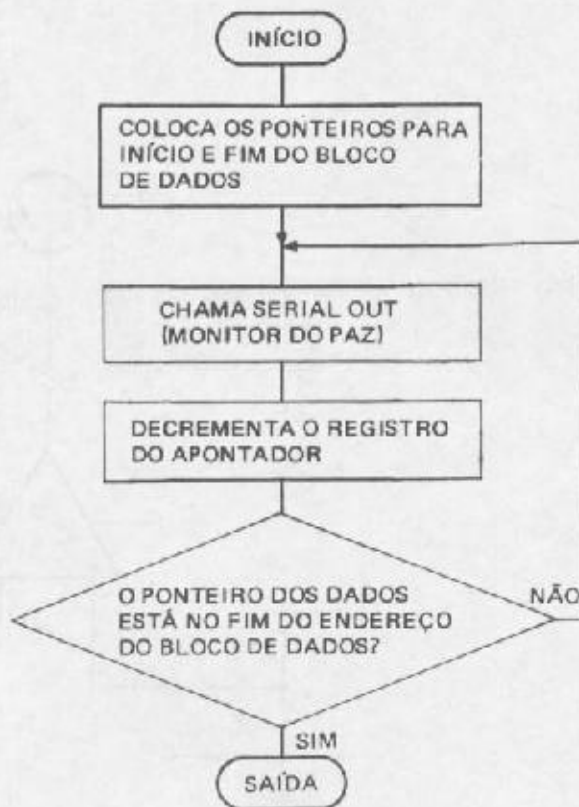 INÍCIO
COLOCA OS PONTEIROS PARA
INÍCIO E FIM DO BLOCO
DE DADOS
CHAMA SERIAL OUT
(MONITOR DO PAZ)
DECREMENTA O REGISTRO
DO APONTADOR
O PONTEIRO DOS DADOS
ESTÁ NO FIM DO ENDEREÇO
DO BLOCO DE DADOS?
NÃO
SIM
SAÍDA